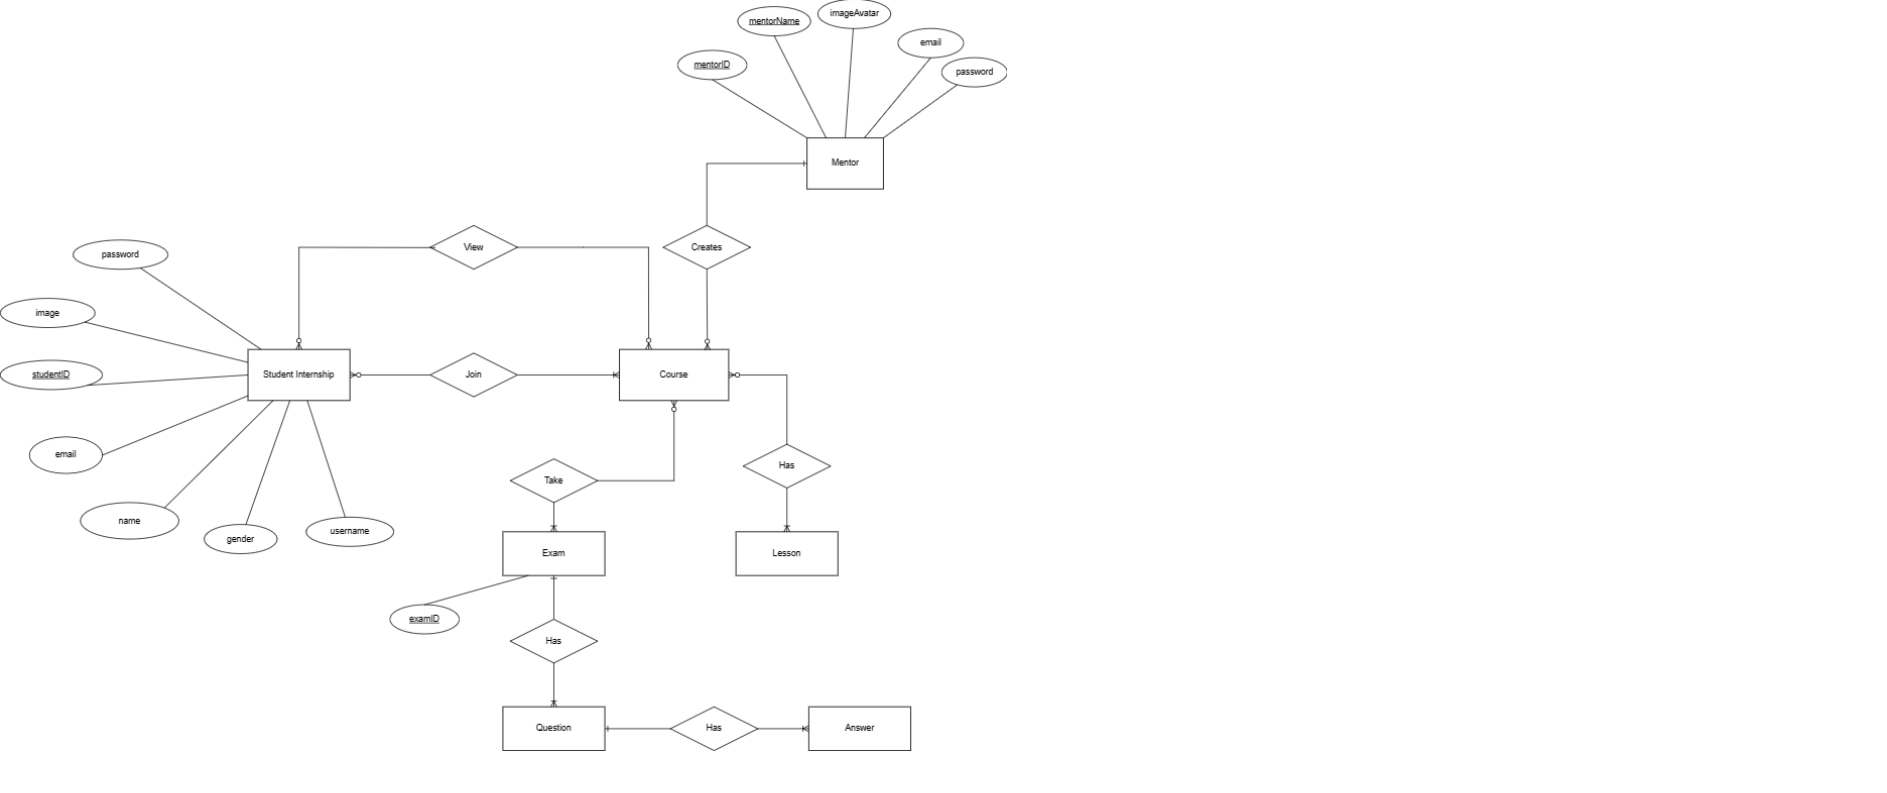 imageAvatar
mentorName
email
mentorID
password
Mentor
View
Creates
password
image
studentID
Student Internship
Join
Course
email
Take
Has
name
gender
username
Exam
Lesson
examID
Has
Question
Has
Answer